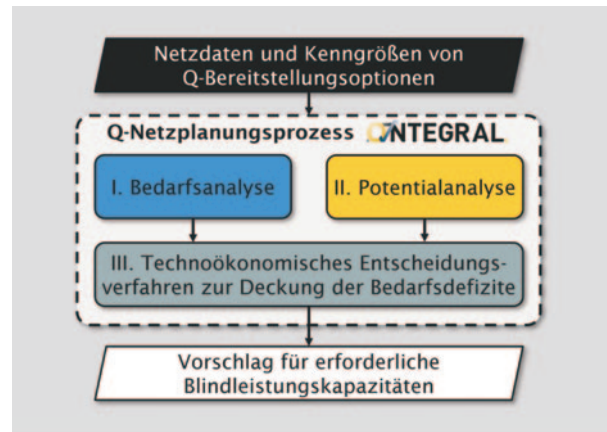 Netzdaten und Kenngrößen von
Q-Bereitstellungsoptionen
Q-Netzplanungsprozess QINTEGRAL
I. Bedarfsanalyse
II. Potentialanalyse
III. Technoökonomisches Entscheidungs-
verfahren zur Deckung der Bedarfsdefizite
Vorschlag für erforderliche
Blindleistungskapazitäten